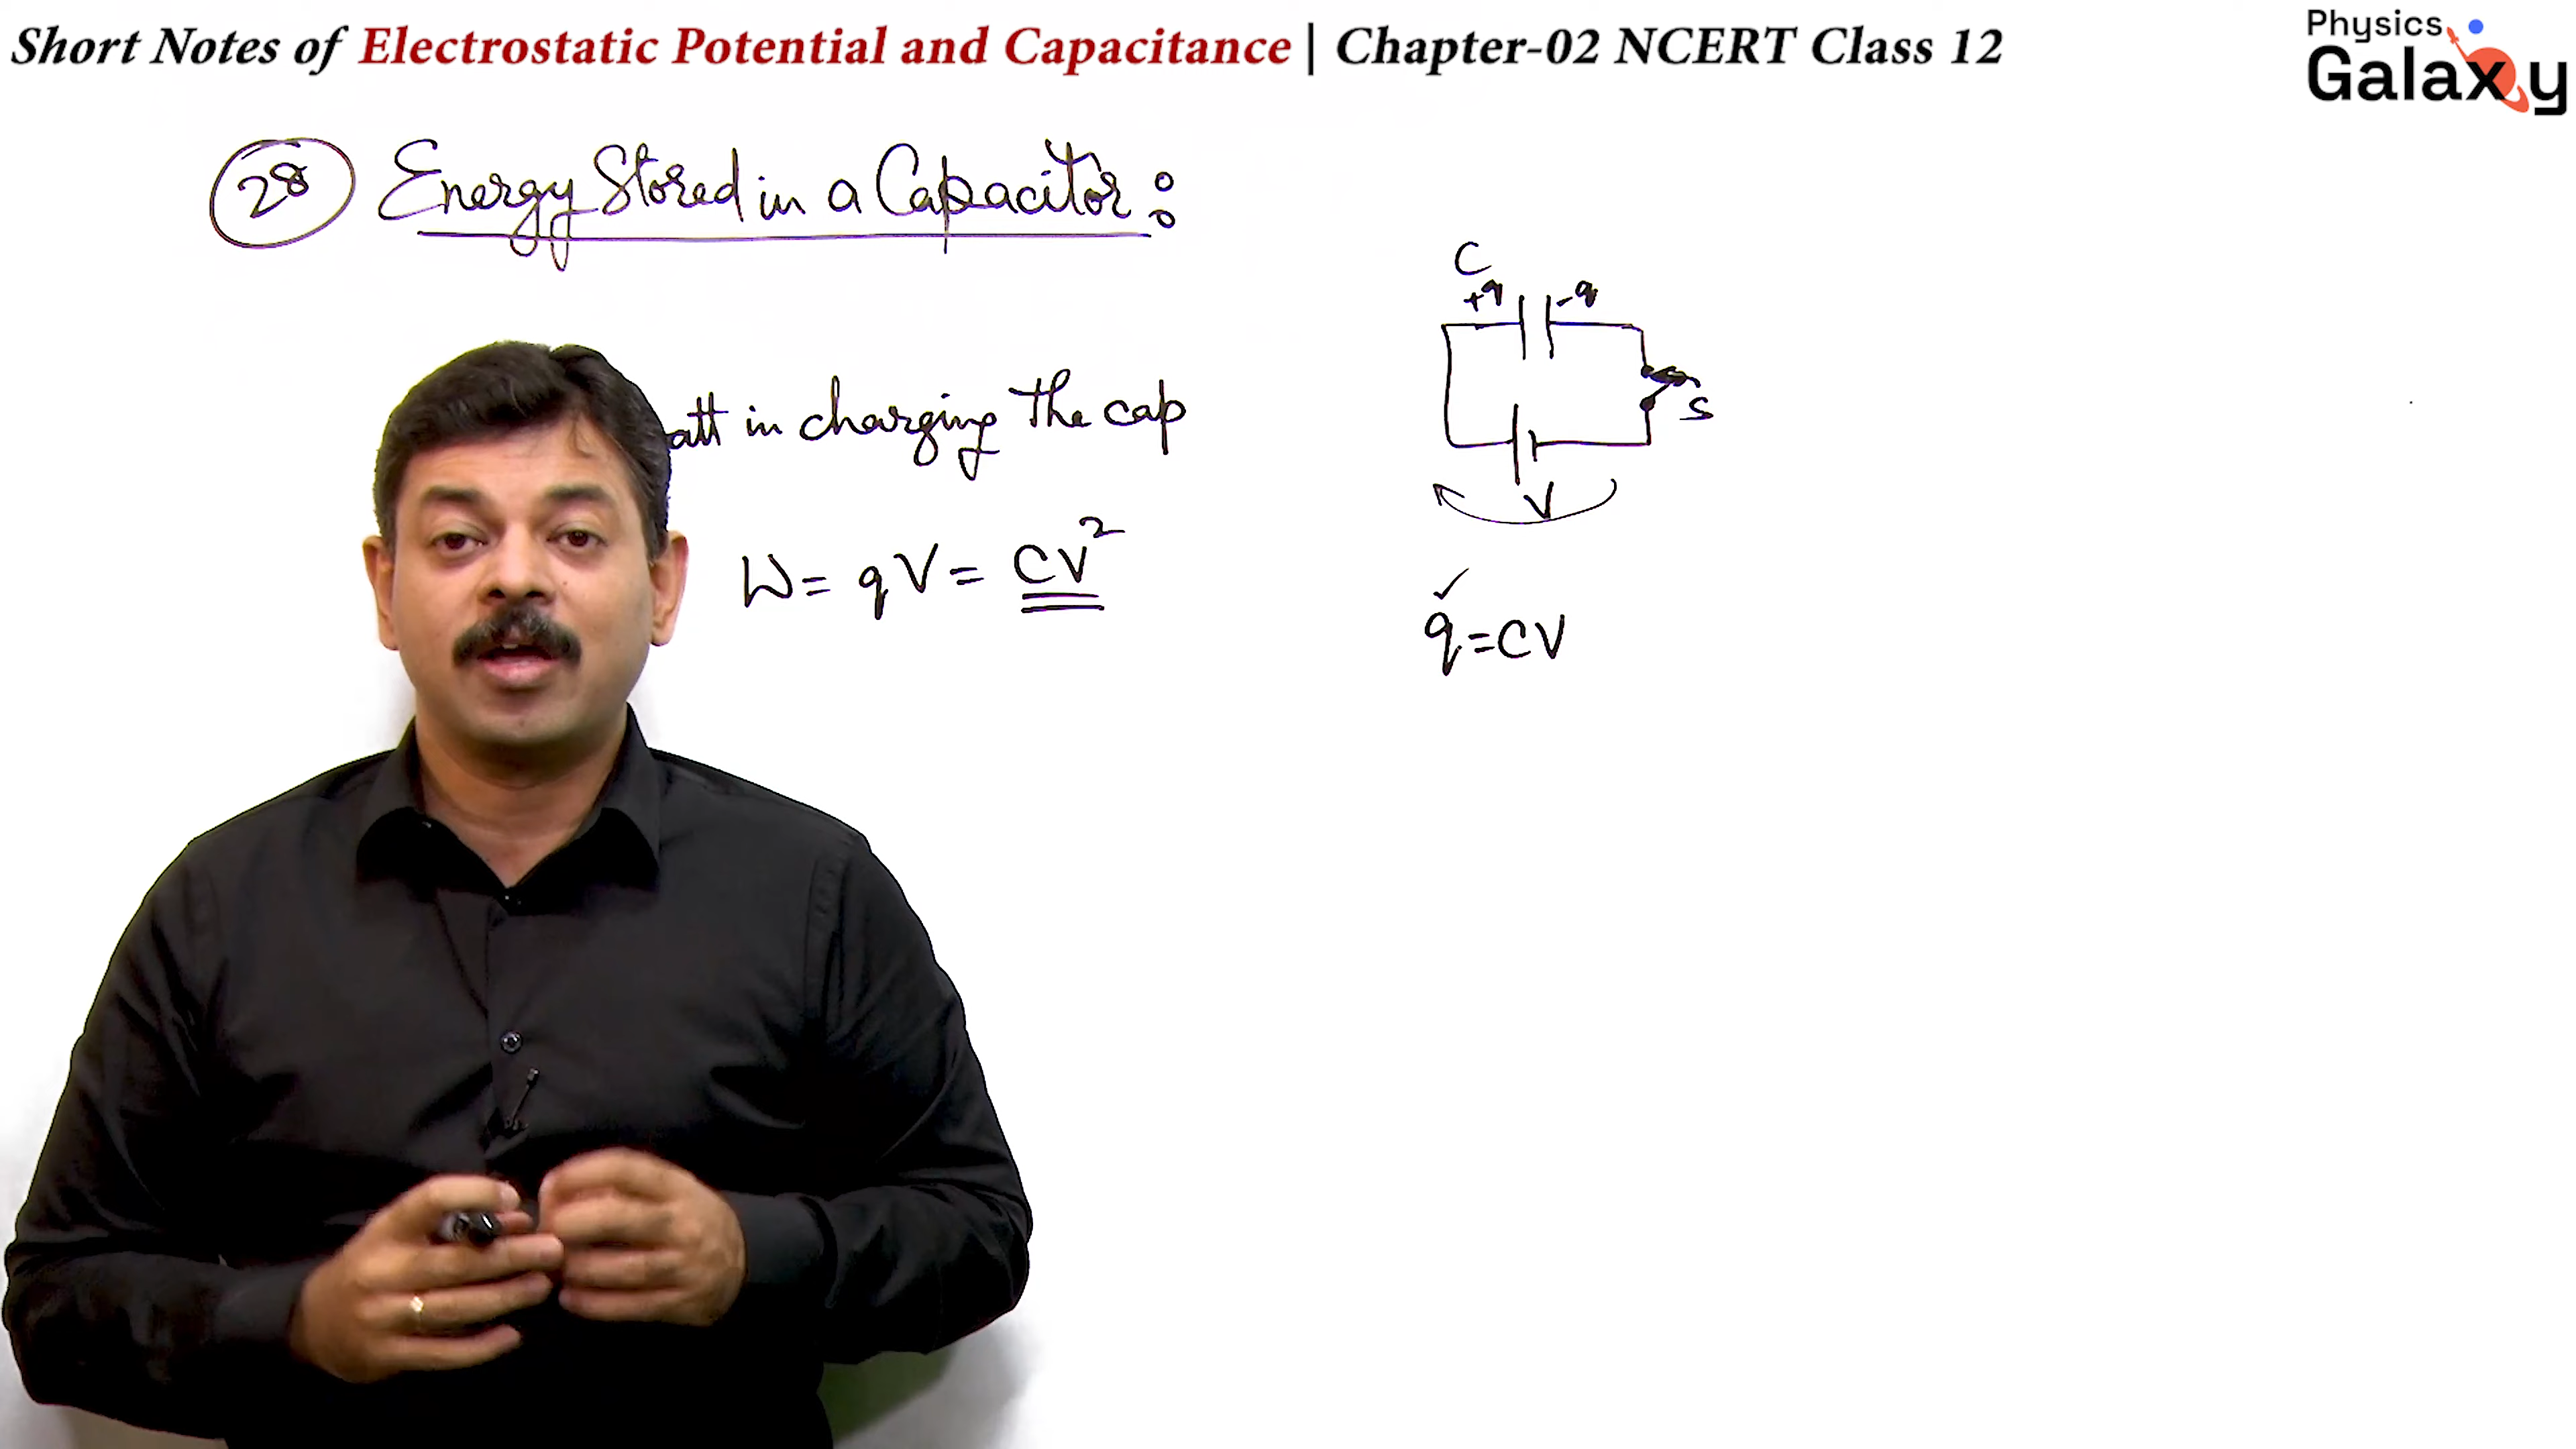 Short Notes of Electrostatic Potential and Capacitance | Chapter-02 NCERT Class 12
Physics
Galaxy
28 Energy Stored in a Capacitor :
C
+q -q
S
V
att in charging the cap
W = qV = CV²
q = CV